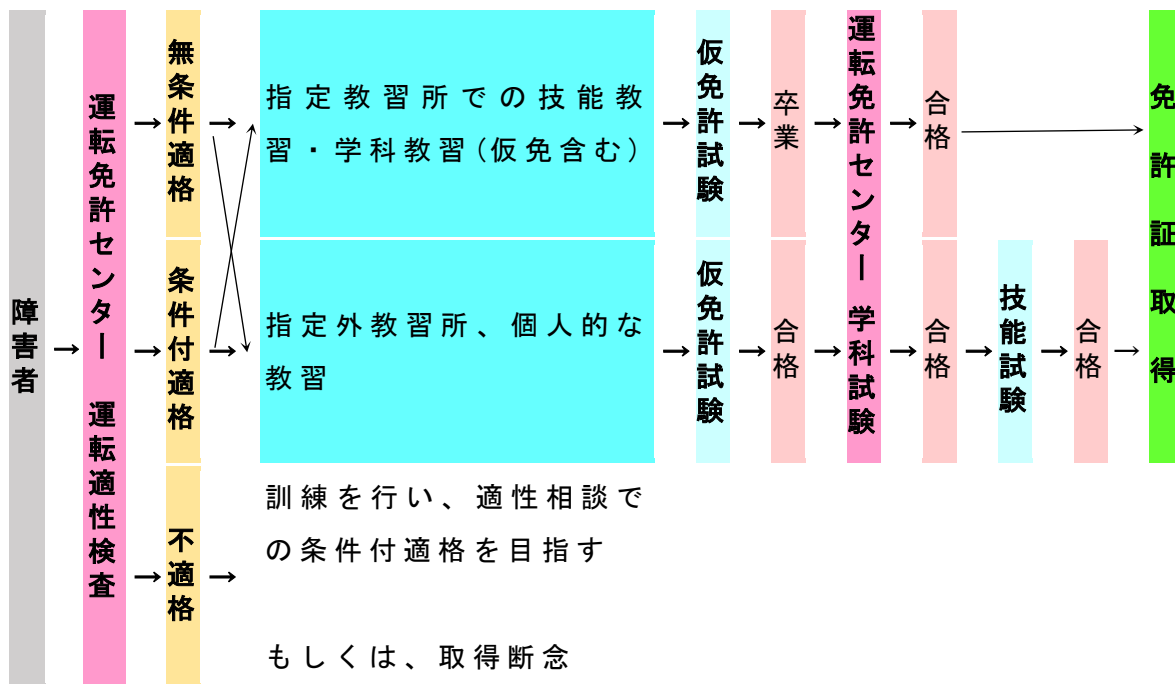 障害者
運転免許センター 運転適性検査
無条件適格
条件付適格
不適格
指定教習所での技能教
習・学科教習(仮免含む)
指定外教習所、個人的な
教習
訓練を行い、適性相談で
の条件付適格を目指す
もしくは、取得断念
仮免許試験
仮免許試験
卒業
合格
運転免許センター 学科試験
合格
合格
技能試験
合格
免許証取得